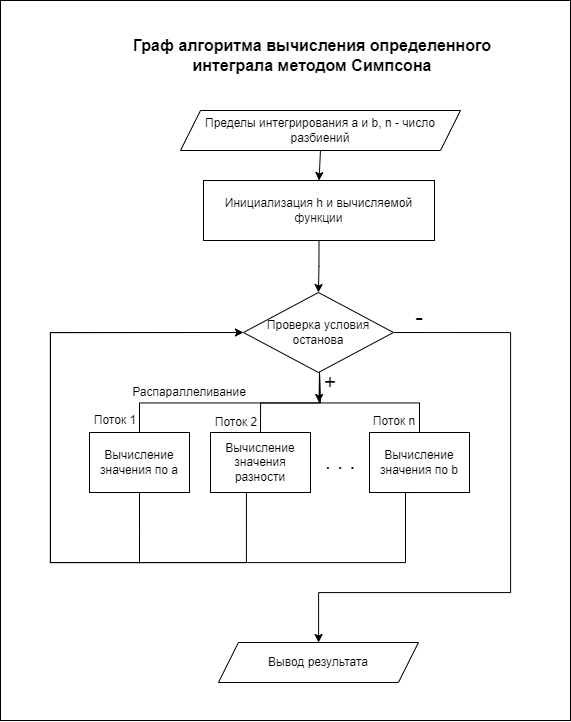 Граф алгоритма вычисления определенного
интеграла методом Симпсона
Пределы интегрирования a и b, n - число
разбиений
Инициализация h и вычисляемой
функции
Проверка условия
останова
-
+
Распараллеливание
Поток 1
Поток 2
Поток n
Вычисление
значения по a
Вычисление
значения
разности
. . .
Вычисление
значения по b
Вывод результата